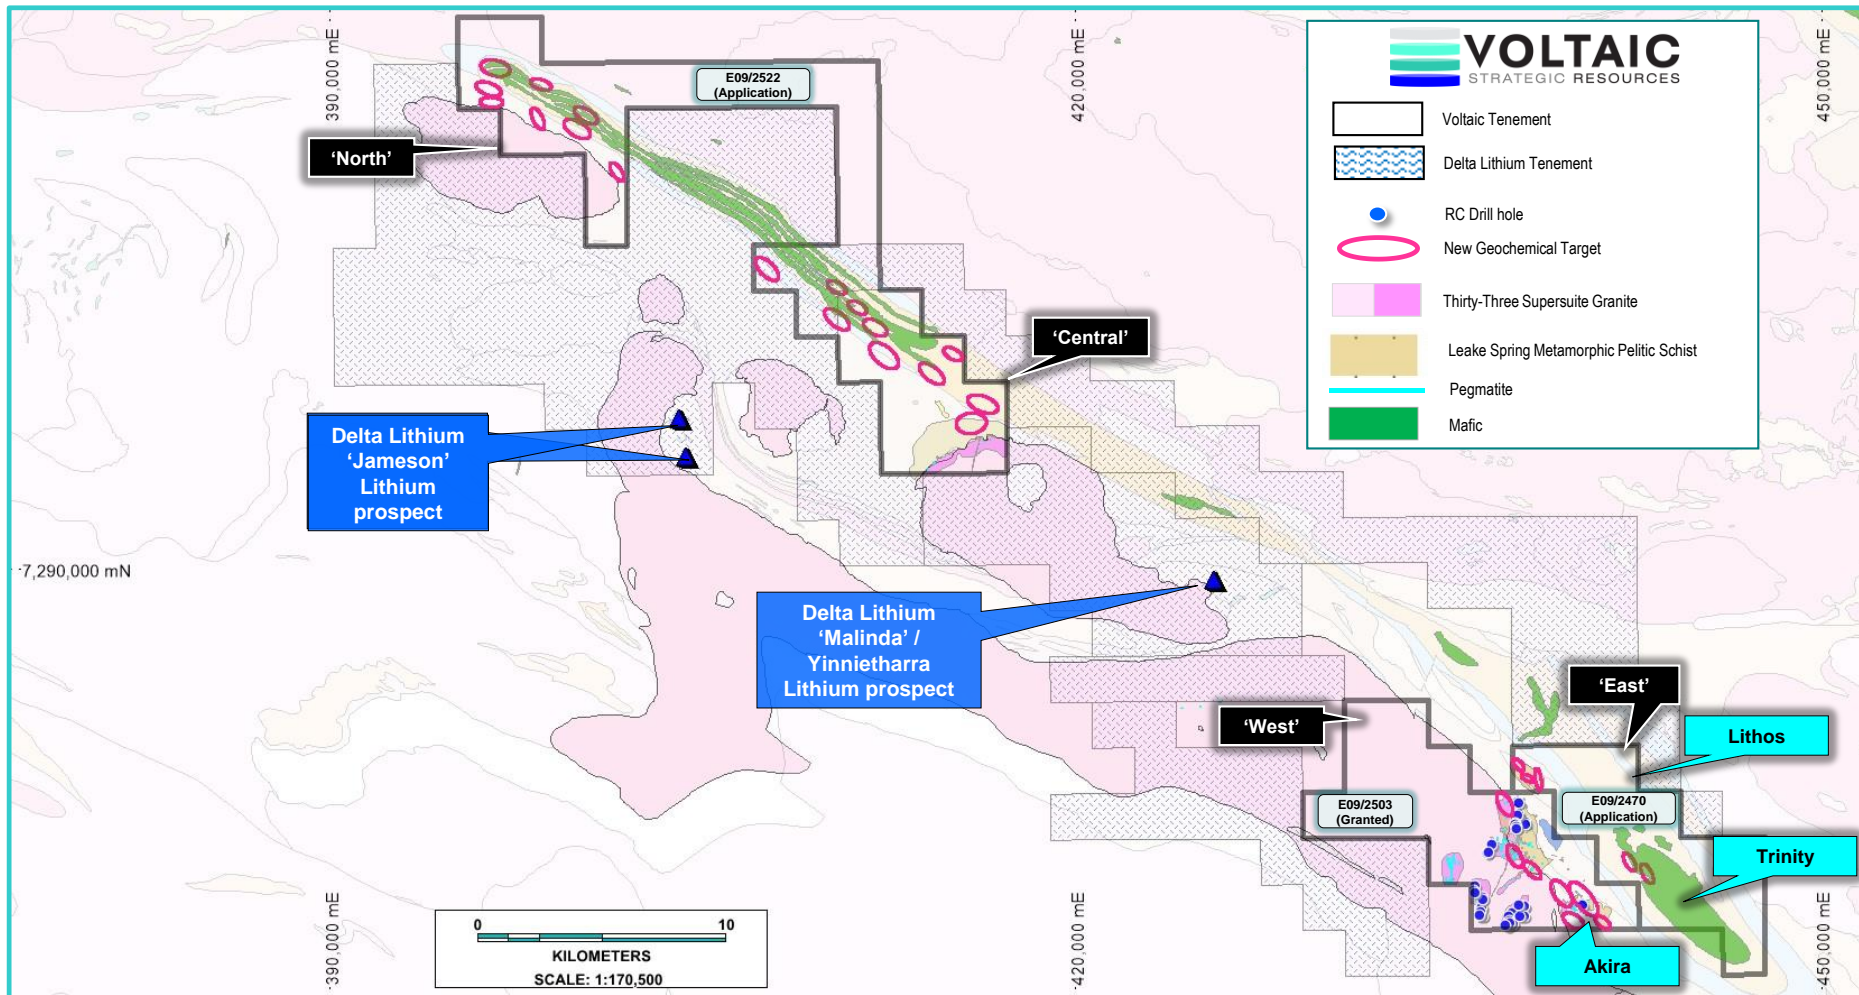 390,000 mE
420,000 mE
450,000 mE
VOLTAIC
STRATEGIC RESOURCES
Voltaic Tenement
Delta Lithium Tenement
RC Drill hole
New Geochemical Target
Thirty-Three Supersuite Granite
Leake Spring Metamorphic Pelitic Schist
Pegmatite
Mafic
E09/2522
(Application)
‘North’
‘Central’
Delta Lithium
‘Jameson’
Lithium
prospect
7,290,000 mN
Delta Lithium
‘Malinda’ /
Yinnietharra
Lithium prospect
‘West’
‘East’
Lithos
E09/2503
(Granted)
E09/2470
(Application)
Trinity
Akira
0 10
KILOMETERS
SCALE: 1:170,500
390,000 mE
420,000 mE
450,000 mE